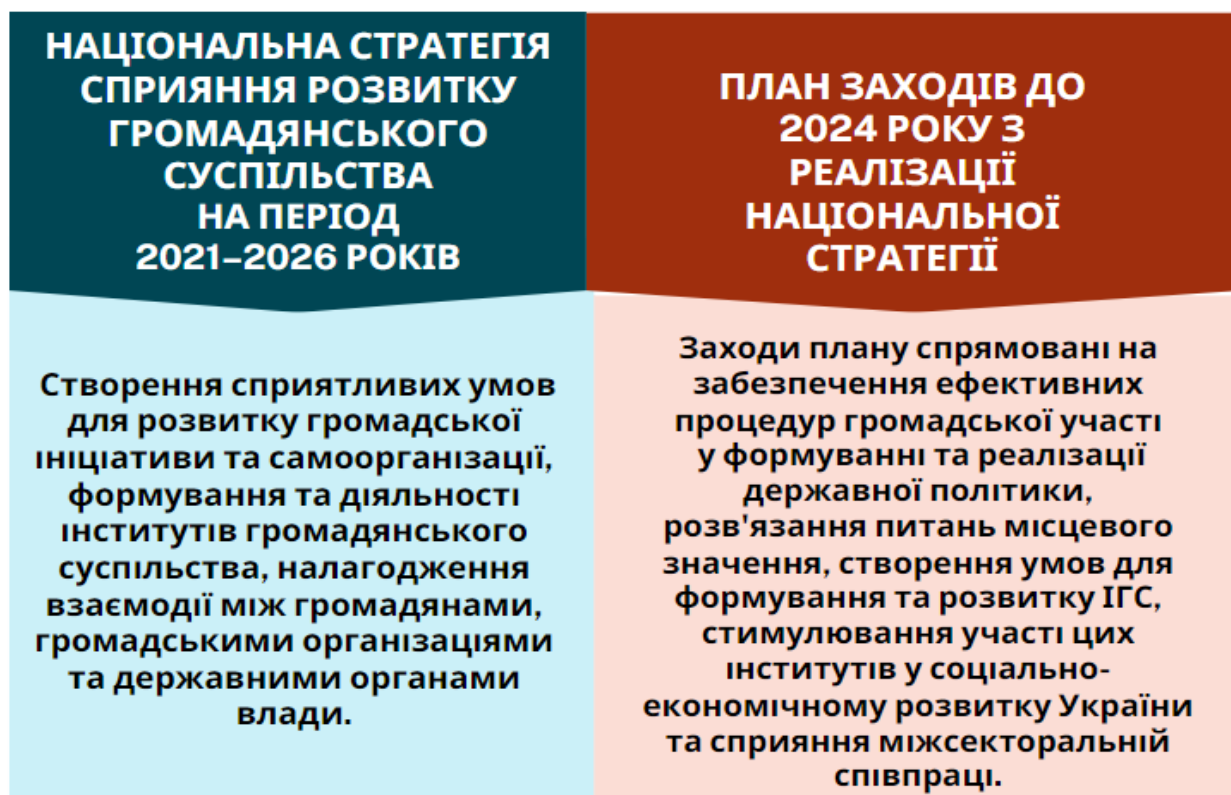 НАЦІОНАЛЬНА СТРАТЕГІЯ
СПРИЯННЯ РОЗВИТКУ
ГРОМАДЯНСЬКОГО
СУСПІЛЬСТВА
НА ПЕРІОД
2021–2026 РОКІВ
Створення сприятливих умов
для розвитку громадської
ініціативи та самоорганізації,
формування та діяльності
інститутів громадянського
суспільства, налагодження
взаємодії між громадянами,
громадськими організаціями
та державними органами
влади.
ПЛАН ЗАХОДІВ ДО
2024 РОКУ З
РЕАЛІЗАЦІЇ
НАЦІОНАЛЬНОЇ
СТРАТЕГІЇ
Заходи плану спрямовані на
забезпечення ефективних
процедур громадської участі
у формуванні та реалізації
державної політики,
розв'язання питань місцевого
значення, створення умов для
формування та розвитку ІГС,
стимулювання участі цих
інститутів у соціально-
економічному розвитку України
та сприяння міжсекторальній
співпраці.